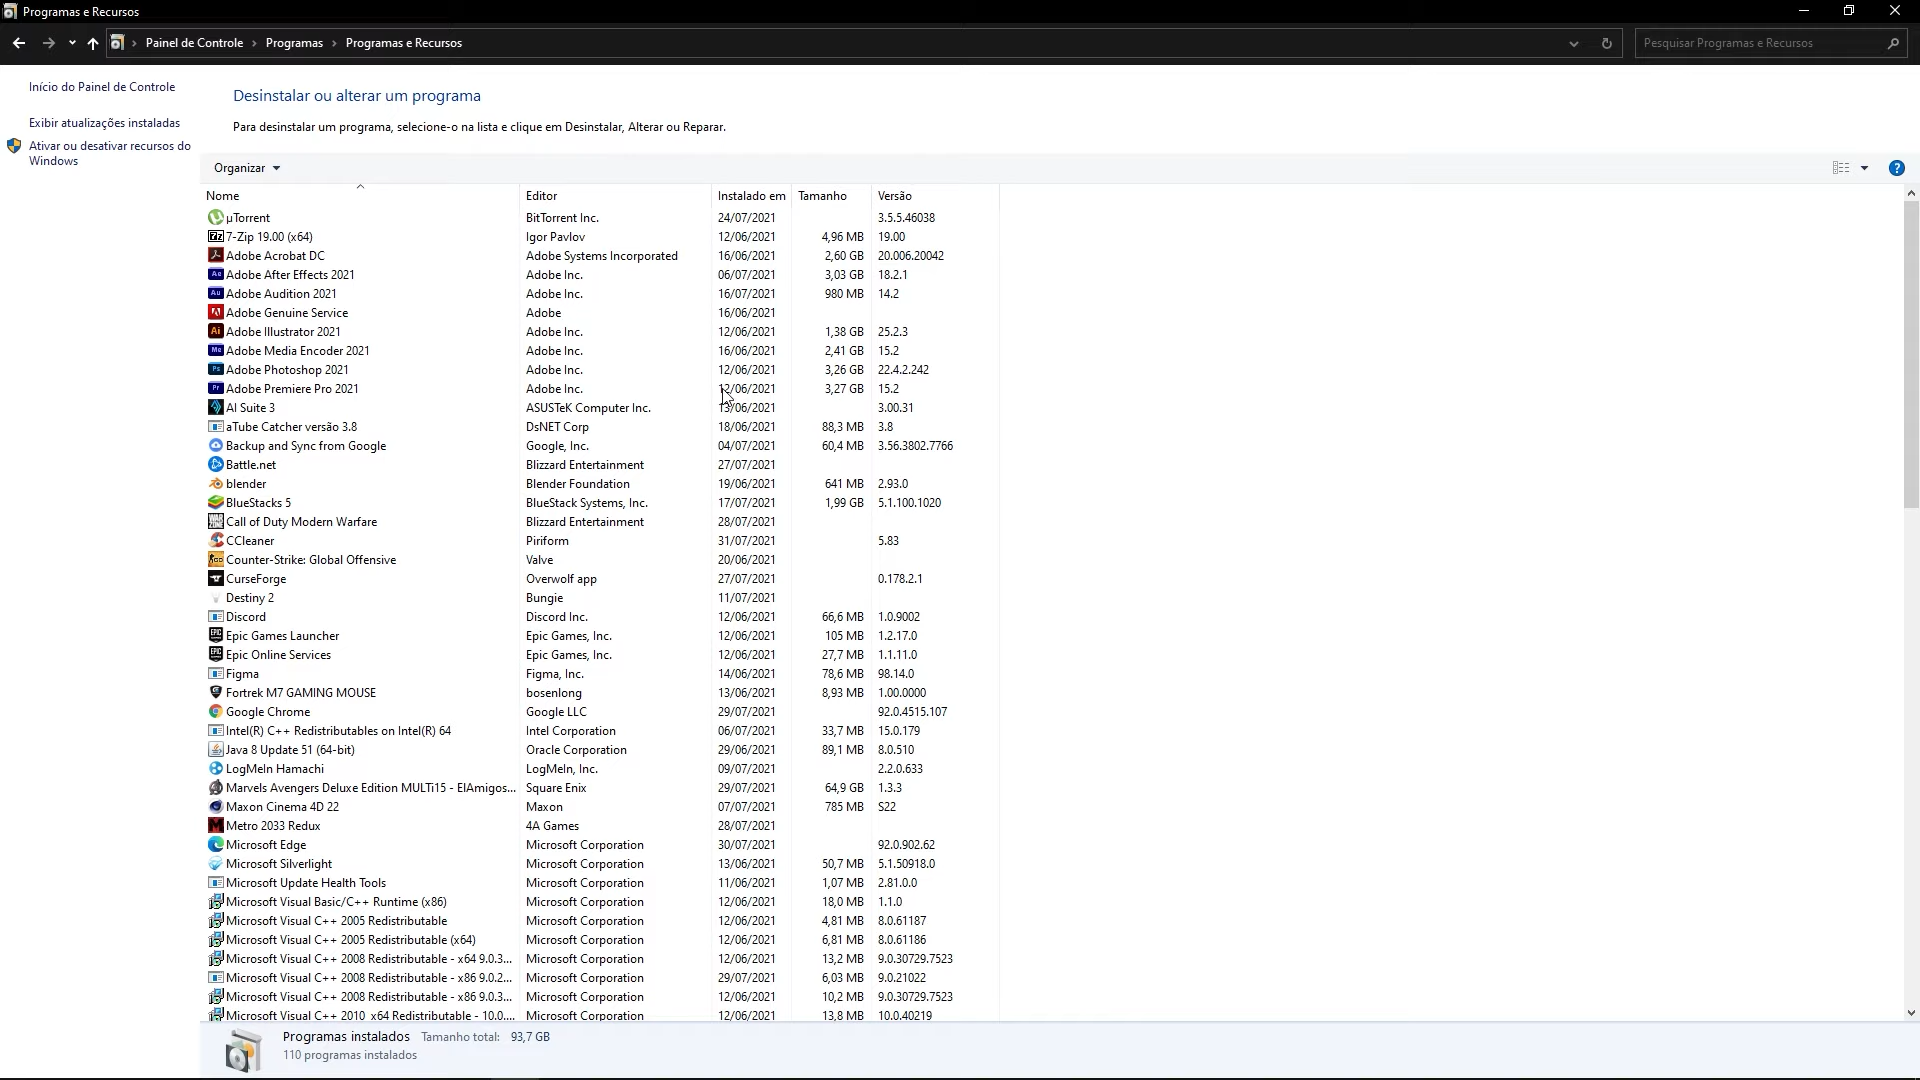 Programas e Recursos
Painel de Controle > Programas > Programas e Recursos
Pesquisar Programas e Recursos
Início do Painel de Controle
Exibir atualizações instaladas
Ativar ou desativar recursos do
Windows
Desinstalar ou alterar um programa
Para desinstalar um programa, selecione-o na lista e clique em Desinstalar, Alterar ou Reparar.
Organizar
Nome Editor Instalado em Tamanho Versão
µTorrent BitTorrent Inc. 24/07/2021 3.5.5.46038
7-Zip 19.00 (x64) Igor Pavlov 12/06/2021 4,96 MB 19.00
Adobe Acrobat DC Adobe Systems Incorporated 16/06/2021 2,60 GB 20.006.20042
Adobe After Effects 2021 Adobe Inc. 06/07/2021 3,03 GB 18.2.1
Adobe Audition 2021 Adobe Inc. 16/07/2021 980 MB 14.2
Adobe Genuine Service Adobe 16/06/2021
Adobe Illustrator 2021 Adobe Inc. 12/06/2021 1,38 GB 25.2.3
Adobe Media Encoder 2021 Adobe Inc. 16/06/2021 2,41 GB 15.2
Adobe Photoshop 2021 Adobe Inc. 12/06/2021 3,26 GB 22.4.2.242
Adobe Premiere Pro 2021 Adobe Inc. 12/06/2021 3,27 GB 15.2
AI Suite 3 ASUSTeK Computer Inc. 13/06/2021 3.00.31
aTube Catcher versão 3.8 DsNET Corp 18/06/2021 88,3 MB 3.8
Backup and Sync from Google Google, Inc. 04/07/2021 60,4 MB 3.56.3802.7766
Battle.net Blizzard Entertainment 27/07/2021
blender Blender Foundation 19/06/2021 641 MB 2.93.0
BlueStacks 5 BlueStack Systems, Inc. 17/07/2021 1,99 GB 5.1.100.1020
Call of Duty Modern Warfare Blizzard Entertainment 28/07/2021
CCleaner Piriform 31/07/2021 5.83
Counter-Strike: Global Offensive Valve 20/06/2021
CurseForge Overwolf app 27/07/2021 0.178.2.1
Destiny 2 Bungie 11/07/2021
Discord Discord Inc. 12/06/2021 66,6 MB 1.0.9002
Epic Games Launcher Epic Games, Inc. 12/06/2021 105 MB 1.2.17.0
Epic Online Services Epic Games, Inc. 12/06/2021 27,7 MB 1.1.11.0
Figma Figma, Inc. 14/06/2021 78,6 MB 98.14.0
Fortrek M7 GAMING MOUSE bosenlong 13/06/2021 8,93 MB 1.00.0000
Google Chrome Google LLC 29/07/2021 92.0.4515.107
Intel(R) C++ Redistributables on Intel(R) 64 Intel Corporation 06/07/2021 33,7 MB 15.0.179
Java 8 Update 51 (64-bit) Oracle Corporation 29/06/2021 89,1 MB 8.0.510
LogMeIn Hamachi LogMeIn, Inc. 09/07/2021 2.2.0.633
Marvels Avengers Deluxe Edition MULTi15 - ElAmigos... Square Enix 29/07/2021 64,9 GB 1.3.3
Maxon Cinema 4D 22 Maxon 07/07/2021 785 MB S22
Metro 2033 Redux 4A Games 28/07/2021
Microsoft Edge Microsoft Corporation 30/07/2021 92.0.902.62
Microsoft Silverlight Microsoft Corporation 13/06/2021 50,7 MB 5.1.50918.0
Microsoft Update Health Tools Microsoft Corporation 11/06/2021 1,07 MB 2.81.0.0
Microsoft Visual Basic/C++ Runtime (x86) Microsoft Corporation 12/06/2021 18,0 MB 1.1.0
Microsoft Visual C++ 2005 Redistributable Microsoft Corporation 12/06/2021 4,81 MB 8.0.61187
Microsoft Visual C++ 2005 Redistributable (x64) Microsoft Corporation 12/06/2021 6,81 MB 8.0.61186
Microsoft Visual C++ 2008 Redistributable - x64 9.0.3... Microsoft Corporation 12/06/2021 13,2 MB 9.0.30729.7523
Microsoft Visual C++ 2008 Redistributable - x86 9.0.2... Microsoft Corporation 29/07/2021 6,03 MB 9.0.21022
Microsoft Visual C++ 2008 Redistributable - x86 9.0.3... Microsoft Corporation 12/06/2021 10,2 MB 9.0.30729.7523
Microsoft Visual C++ 2010 x64 Redistributable - 10.0.... Microsoft Corporation 12/06/2021 13,8 MB 10.0.40219
Programas instalados Tamanho total: 93,7 GB
110 programas instalados